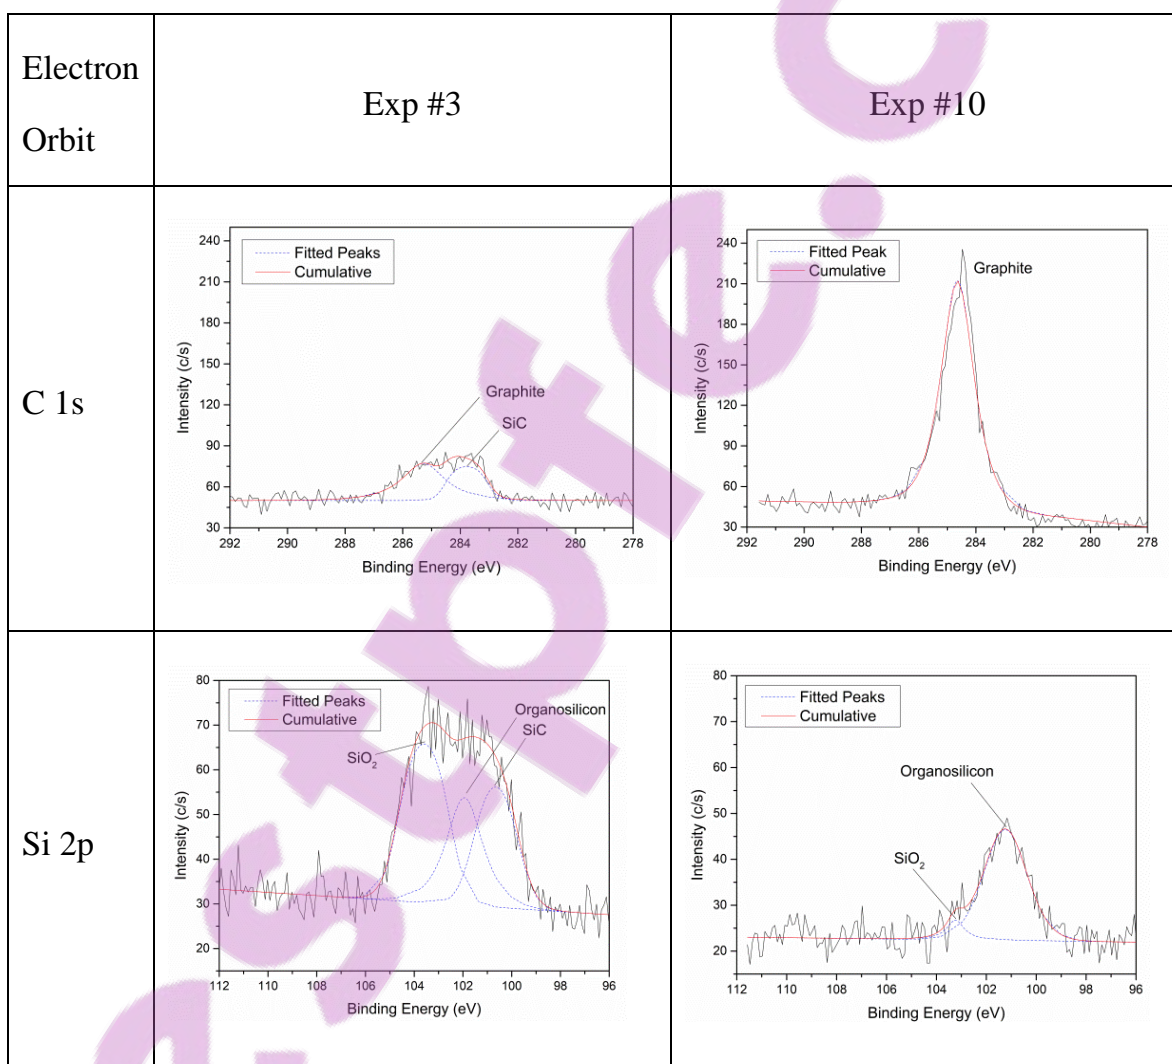 Electron
Orbit
Exp #3
Exp #10
C 1s
240
210
180
150
120
90
60
30
Intensity (c/s)
Fitted Peaks
Cumulative
Graphite
SiC
292 290 288 286 284 282 280 278
Binding Energy (eV)
240
210
180
150
120
90
60
30
Intensity (c/s)
Fitted Peak
Cumulative
Graphite
292 290 288 286 284 282 280 278
Binding Energy (eV)
Si 2p
80
70
60
50
40
30
20
Intensity (c/s)
Fitted Peaks
Cumulative
Organosilicon
SiC
SiO2
112 110 108 106 104 102 100 98 96
Binding Energy (eV)
80
70
60
50
40
30
20
Intensity (c/s)
Fitted Peaks
Cumulative
Organosilicon
SiO2
112 110 108 106 104 102 100 98 96
Binding Energy (eV)
stpfe.c